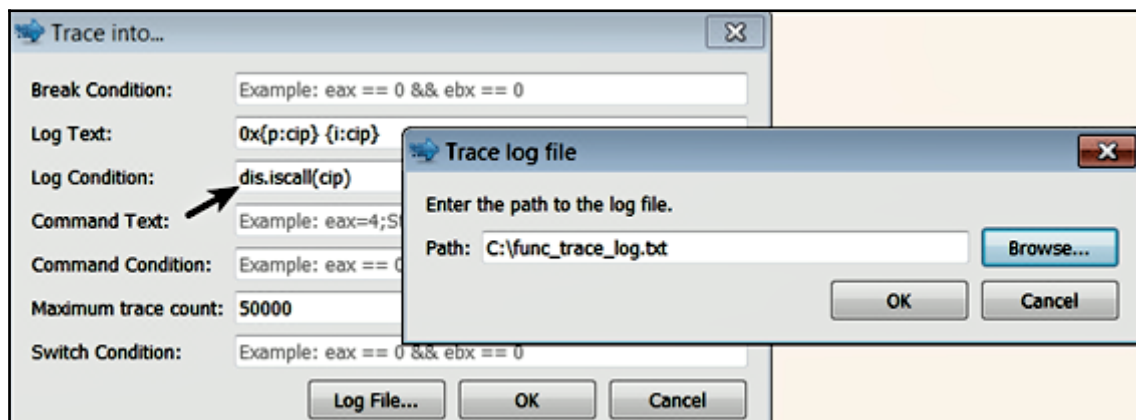 Trace into...
Break Condition: Example: eax == 0 && ebx == 0
Log Text: 0x{p:cip} {i:cip}
Log Condition: dis.iscall(cip)
Command Text: Example: eax=4;St
Command Condition: Example: eax == 0
Maximum trace count: 50000
Switch Condition: Example: eax == 0 && ebx == 0
Log File... OK Cancel
Trace log file
Enter the path to the log file.
Path: C:\func_trace_log.txt Browse...
OK Cancel